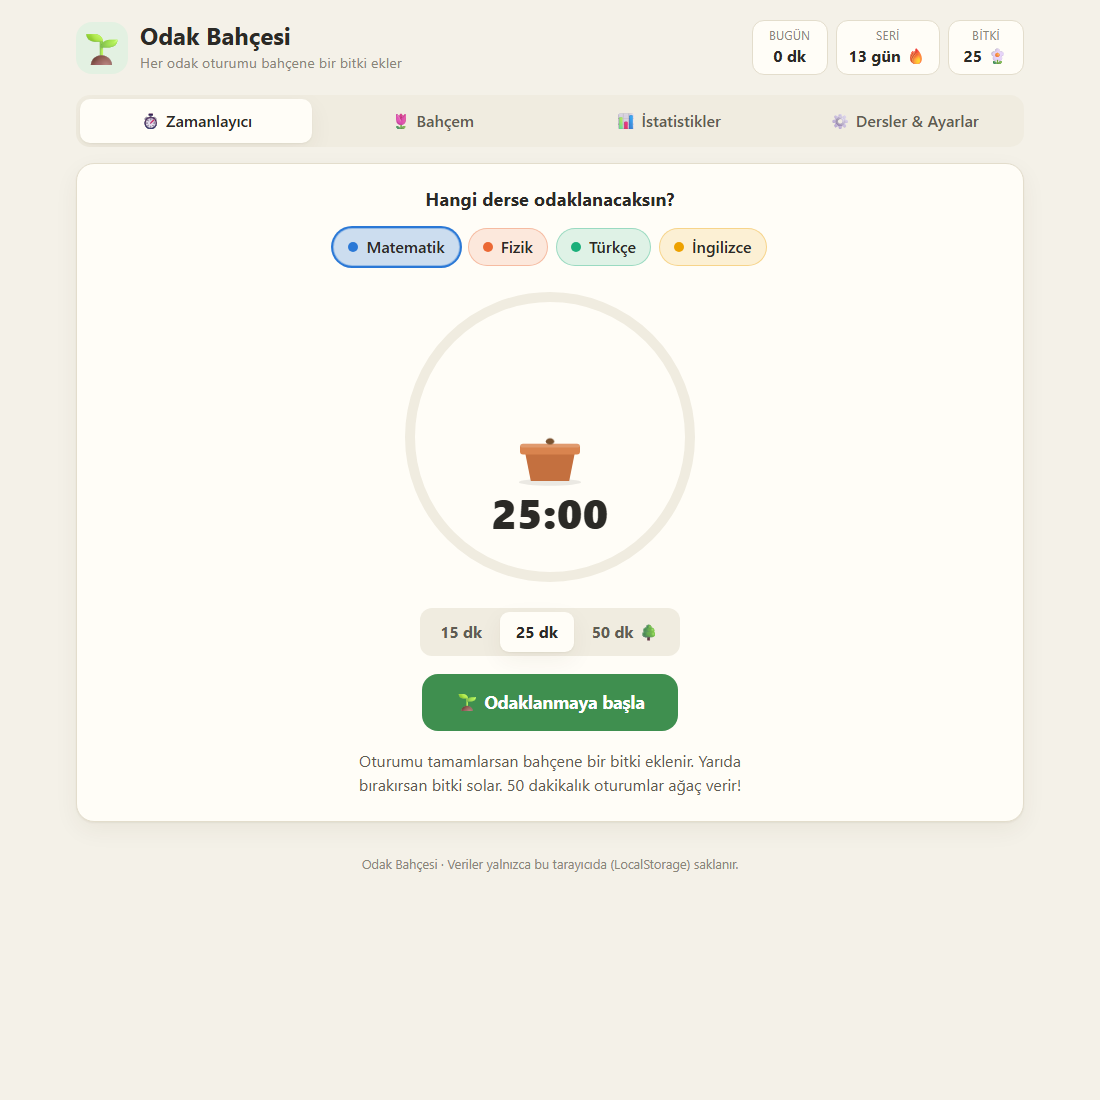 Odak Bahçesi
Her odak oturumu bahçene bir bitki ekler
BUGÜN
0 dk
SERİ
13 gün
BİTKİ
25
Zamanlayıcı
Bahçem
İstatistikler
Dersler & Ayarlar
Hangi derse odaklanacaksın?
Matematik
Fizik
Türkçe
İngilizce
25:00
15 dk
25 dk
50 dk
Odaklanmaya başla
Oturumu tamamlarsan bahçene bir bitki eklenir. Yarıda
bırakırsan bitki solar. 50 dakikalık oturumlar ağaç verir!
Odak Bahçesi · Veriler yalnızca bu tarayıcıda (LocalStorage) saklanır.